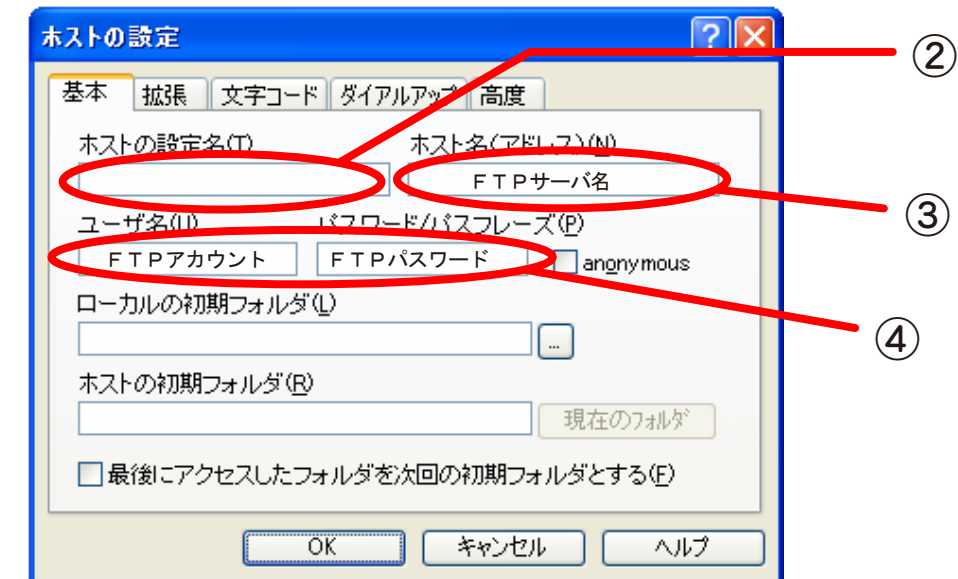 ホストの設定
②
基本 拡張 文字コード ダイアルアップ 高度
ホストの設定名(T) ホスト名(アドレス)(N)
FTPサーバ名
③
ユーザ名(U) パスワード/パスフレーズ(P)
FTPアカウント FTPパスワード anonymous
ローカルの初期フォルダ(L)
...
④
ホストの初期フォルダ(R)
現在のフォルダ
最後にアクセスしたフォルダを次回の初期フォルダとする(F)
OK キャンセル ヘルプ